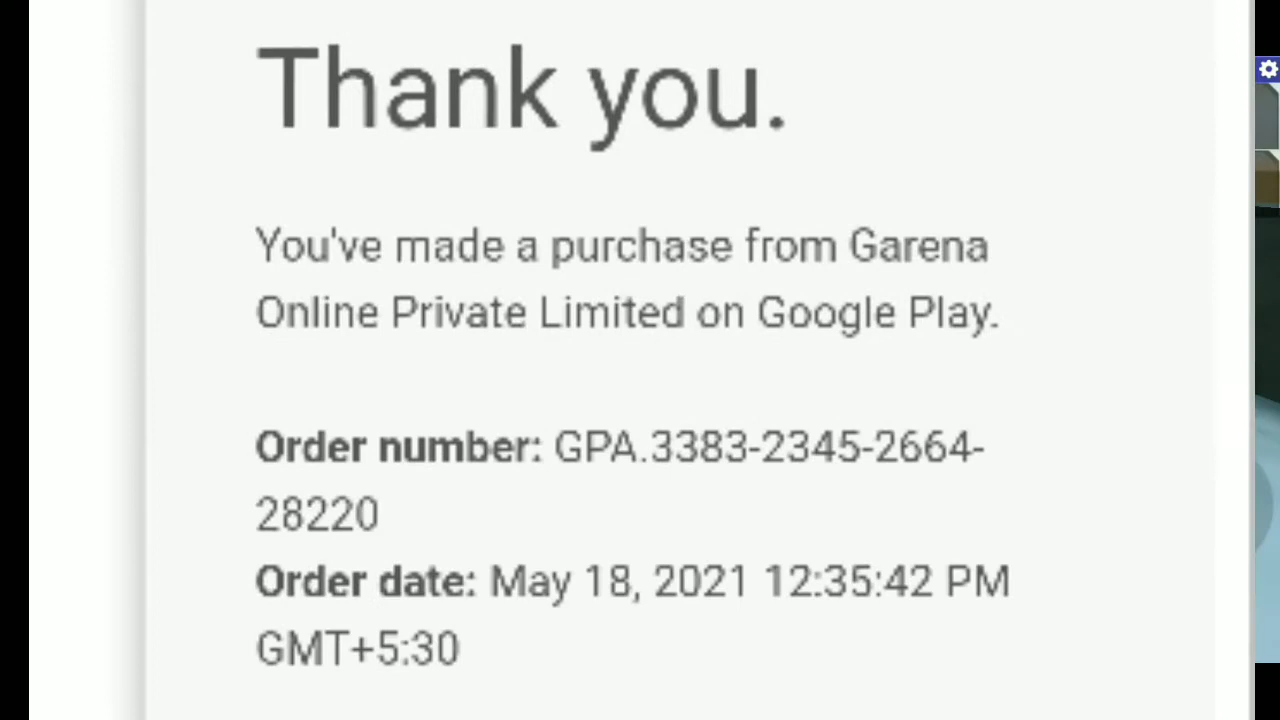 Thank you.
You've made a purchase from Garena
Online Private Limited on Google Play.
Order number: GPA.3383-2345-2664-
28220
Order date: May 18, 2021 12:35:42 PM
GMT+5:30